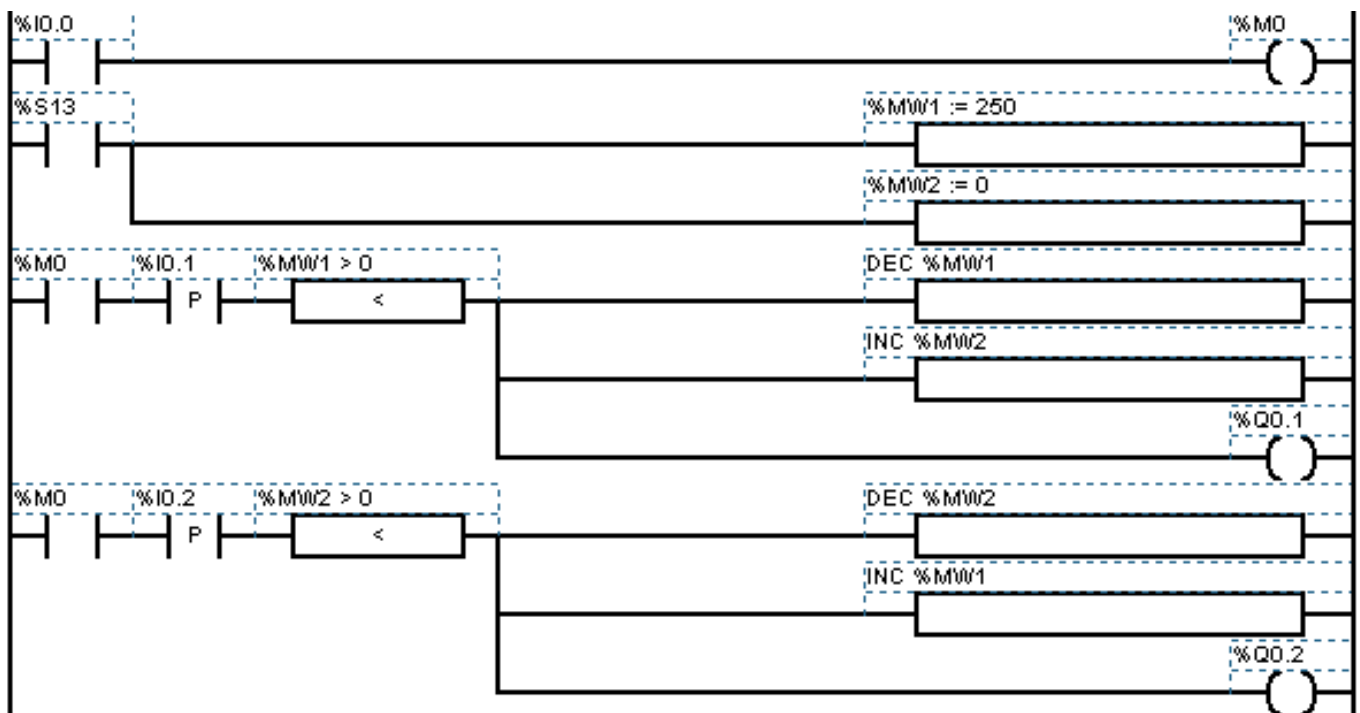 %I0.0 %M0
%S13 %MW1 := 250
%MW2 := 0
%M0 %I0.1 %MW1 > 0 DEC %MW1
P <
INC %MW2
%Q0.1
%M0 %I0.2 %MW2 > 0 DEC %MW2
P <
INC %MW1
%Q0.2